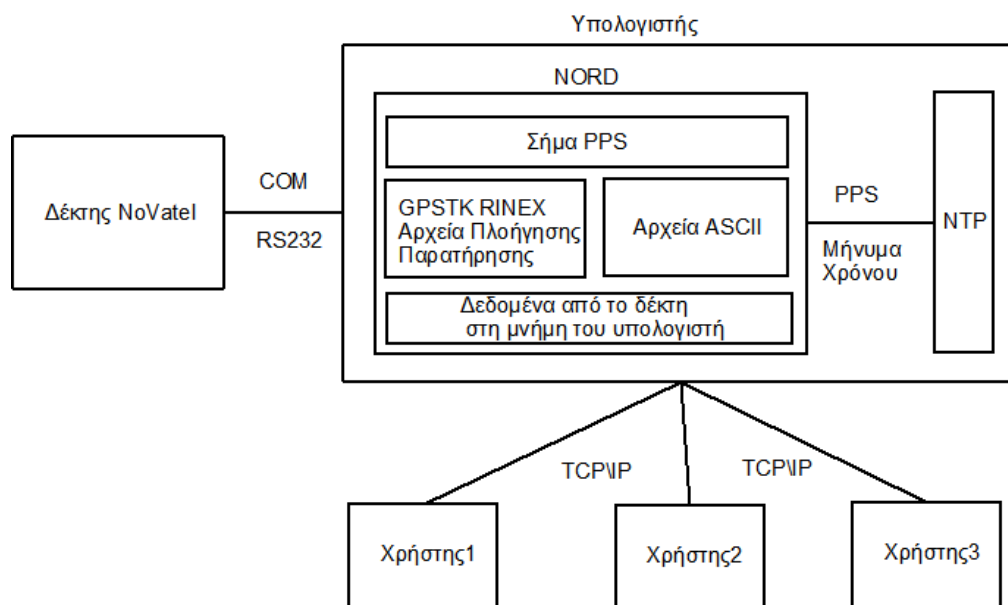 Υπολογιστής
NORD
Σήμα PPS
Δέκτης NoVatel
COM
RS232
GPSTK RINEX
Αρχεία Πλοήγησης
Παρατήρησης
Αρχεία ASCII
PPS
Μήνυμα
Χρόνου
NTP
Δεδομένα από το δέκτη
στη μνήμη του υπολογιστή
TCP\IP
TCP\IP
Χρήστης1
Χρήστης2
Χρήστης3